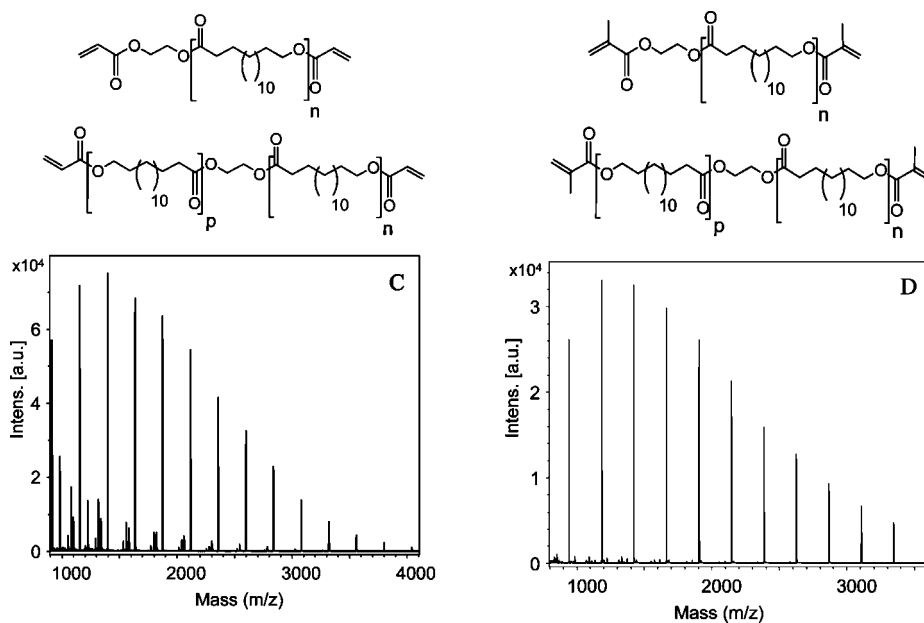 O
O
O
O
O
O
10
n
O
O
O
O
O
O
10
n
O
O
10
O
p
O
O
O
10
O
O
n
O
O
10
O
p
O
O
O
10
O
O
n
x10⁴
C
6
4
2
0
Intens. [a.u.]
1000 2000 3000 4000
Mass (m/z)
x10⁴
D
3
2
1
0
Intens. [a.u.]
1000 2000 3000
Mass (m/z)